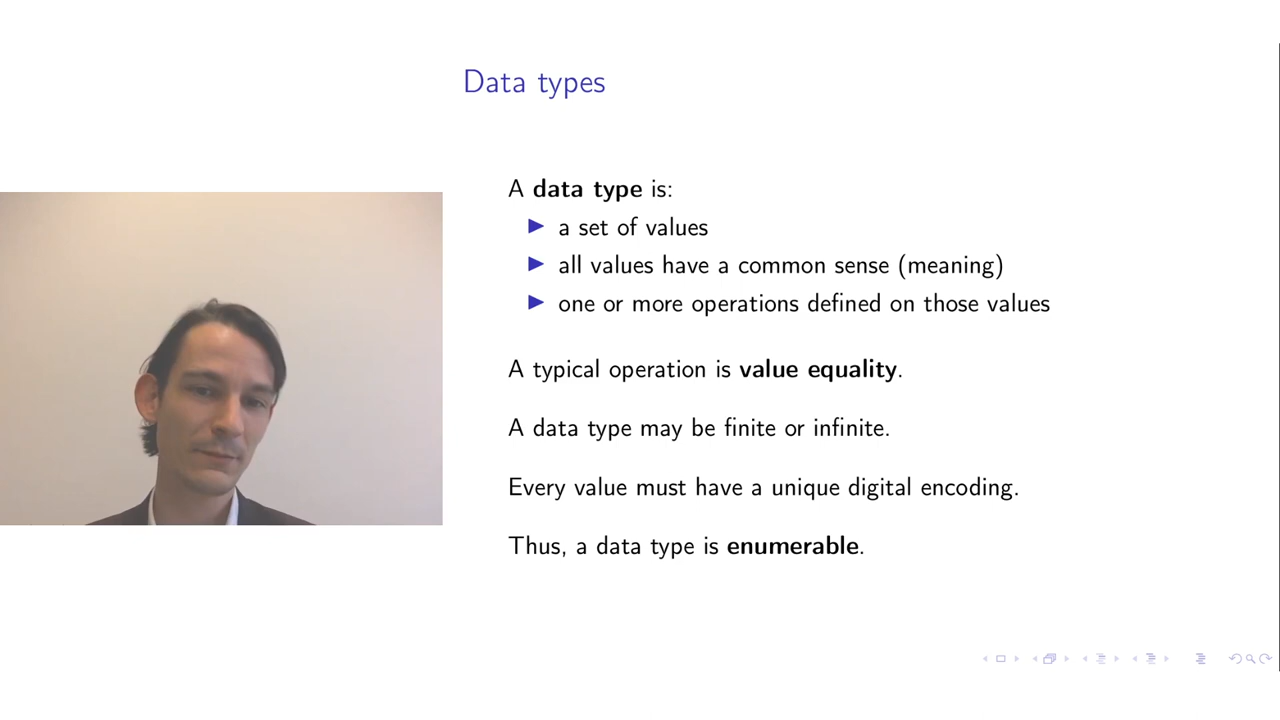 Data types
A data type is:
a set of values
all values have a common sense (meaning)
one or more operations defined on those values
A typical operation is value equality.
A data type may be finite or infinite.
Every value must have a unique digital encoding.
Thus, a data type is enumerable.